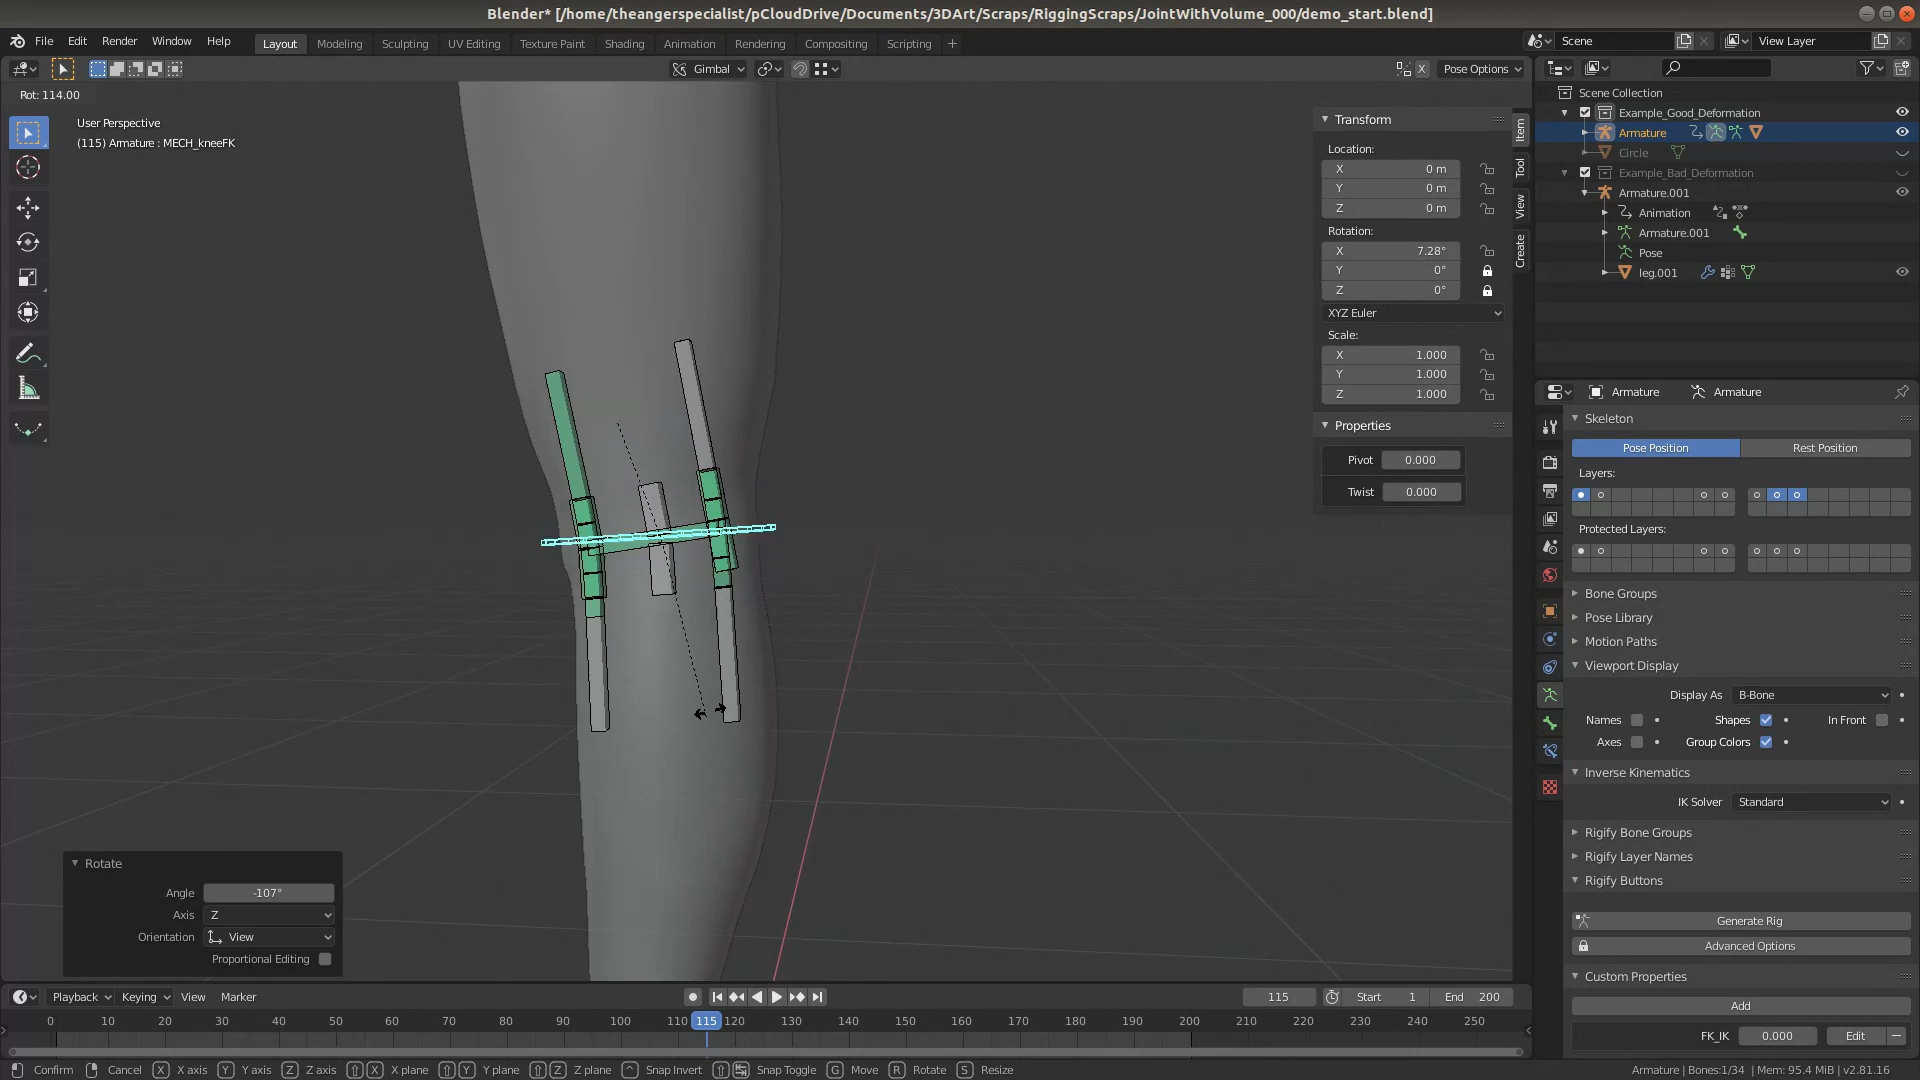 Blender* [/home/theangerspecialist/pCloudDrive/Documents/3DArt/Scraps/RiggingScraps/JointWithVolume_000/demo_start.blend]
File Edit Render Window Help Layout Modeling Sculpting UV Editing Texture Paint Shading Animation Rendering Compositing Scripting + Scene View Layer
Gimbal X Pose Options
Rot: 114.00
User Perspective
(115) Armature : MECH_kneeFK
Transform
Location:
X 0 m
Y 0 m
Z 0 m
Rotation:
X 7.28°
Y 0°
Z 0°
XYZ Euler
Scale:
X 1.000
Y 1.000
Z 1.000
Properties
Pivot 0.000
Twist 0.000
Item
Tool
View
Create
Scene Collection
Example_Good_Deformation
Armature
Circle
Example_Bad_Deformation
Armature.001
Animation
Armature.001
Pose
leg.001
Armature Armature
Skeleton
Pose Position Rest Position
Layers:
Protected Layers:
Bone Groups
Pose Library
Motion Paths
Viewport Display
Display As B-Bone
Names Shapes In Front
Axes Group Colors
Inverse Kinematics
IK Solver Standard
Rigify Bone Groups
Rigify Layer Names
Rigify Buttons
Generate Rig
Advanced Options
Custom Properties
Add
FK_IK 0.000 Edit
Rotate
Angle -107°
Axis Z
Orientation View
Proportional Editing
Playback Keying View Marker 115 Start 1 End 200
0 10 20 30 40 50 60 70 80 90 100 110 115 120 130 140 150 160 170 180 190 200 210 220 230 240 250
Confirm Cancel X X axis Y Y axis Z Z axis X X plane Y Y plane Z Z plane Snap Invert Snap Toggle G Move R Rotate S Resize Armature | Bones:1/34 | Mem: 95.4 MiB | v2.81.16